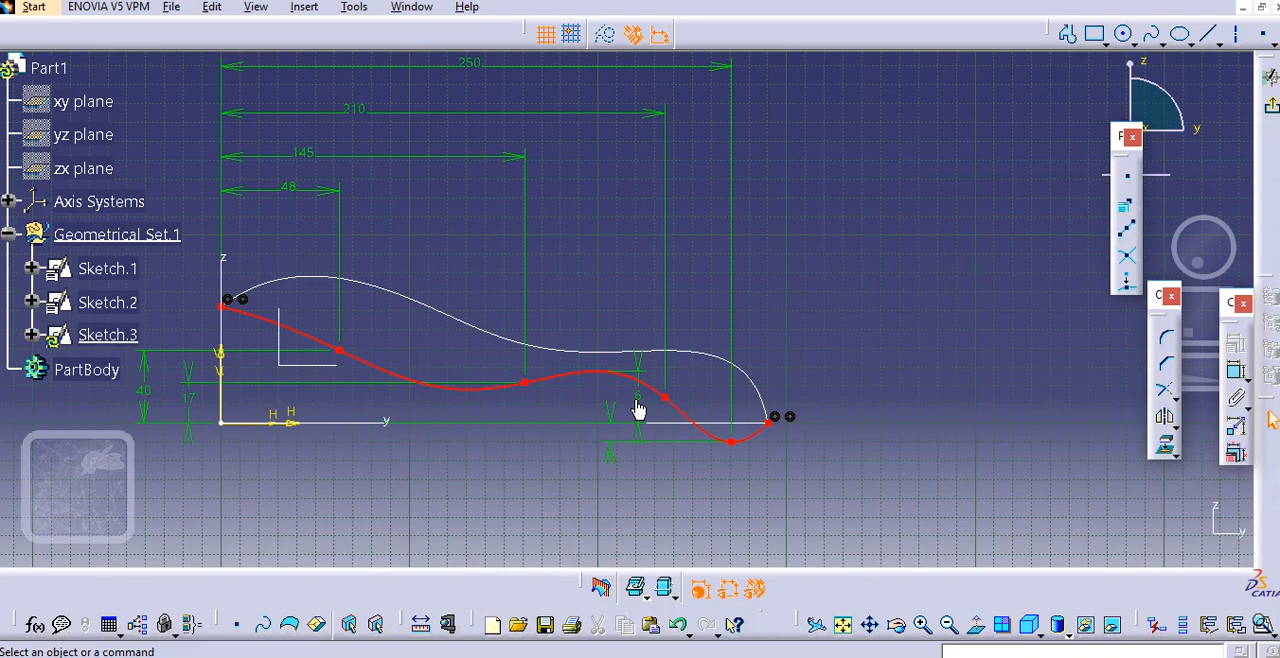 Start ENOVIA V5 VPM File Edit View Insert Tools Window Help
Part1
xy plane
yz plane
zx plane
Axis Systems
Geometrical Set.1
Sketch.1
Sketch.2
Sketch.3
PartBody
250
210
145
48
z
40
17
6
H H
y
z
y
P x
C x
C x
z
y
f(x)
CATIA
Select an object or a command